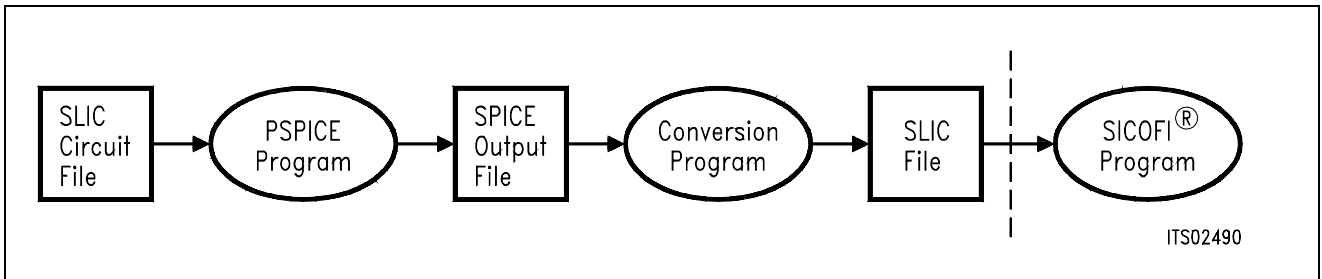 SLIC
Circuit
File
PSPICE
Program
SPICE
Output
File
Conversion
Program
SLIC
File
SICOFI®
Program
ITS02490